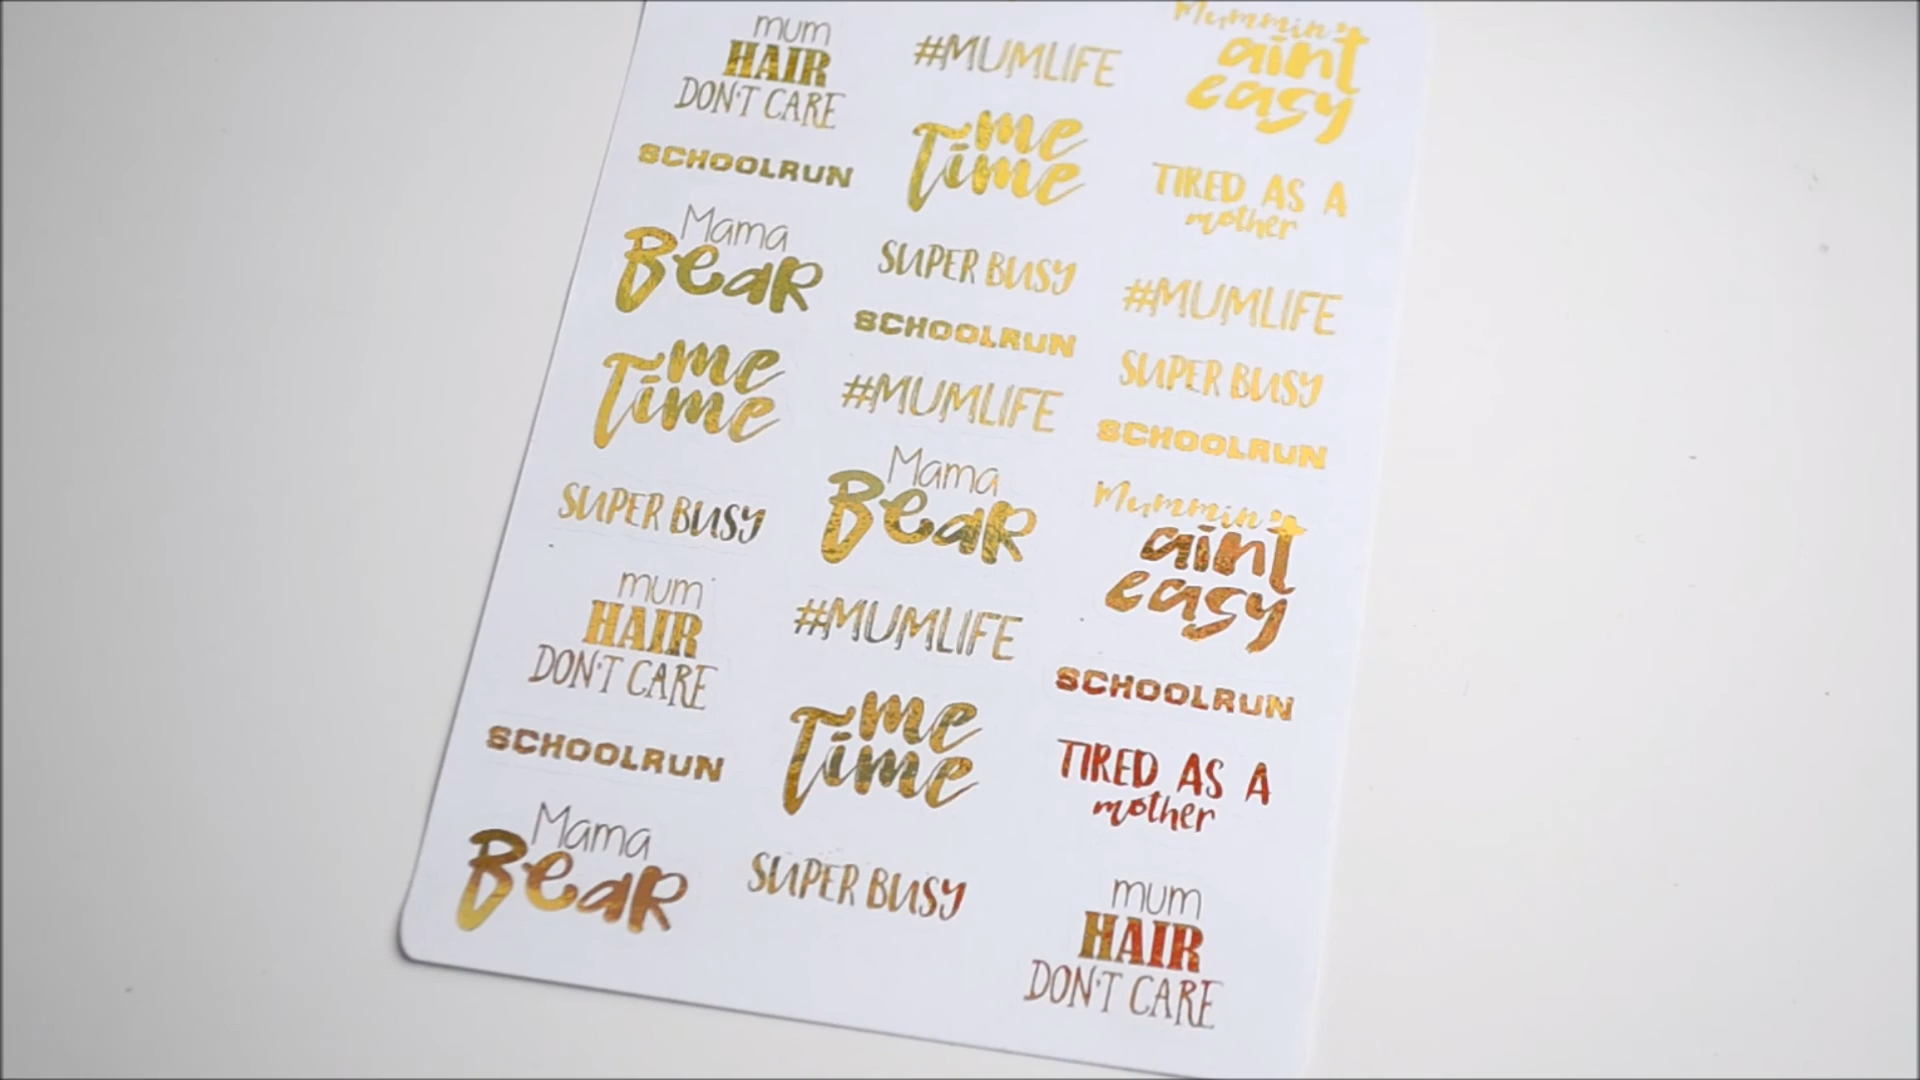 mum
HAIR
DON'T CARE
SCHOOLRUN
Mama
BeaR
me
Time
SUPER BUSY
mum
HAIR
DON'T CARE
SCHOOLRUN
Mama
BeaR
#MUMLIFE
me
Time
SUPER BUSY
SCHOOLRUN
#MUMLIFE
Mama
BeaR
#MUMLIFE
me
Time
SUPER BUSY
Mummin'
aint
easy
TIRED AS A
mother
#MUMLIFE
SUPER BUSY
SCHOOLRUN
Mummin'
aint
easy
SCHOOLRUN
TIRED AS A
mother
mum
HAIR
DON'T CARE